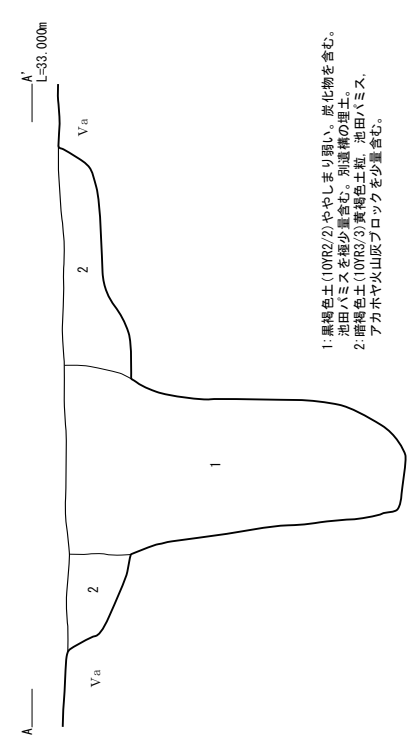 A
A'
L=33.000m
Ⅴa
2
1
2
Ⅴa
1:黒褐色土(10YR2/2)ややしまり弱い。炭化物を含む。
池田パミスを極少量含む。別遺構の埋土。
2:暗褐色土(10YR3/3)黄褐色土粒，池田パミス，
アカホヤ火山灰ブロックを少量含む。